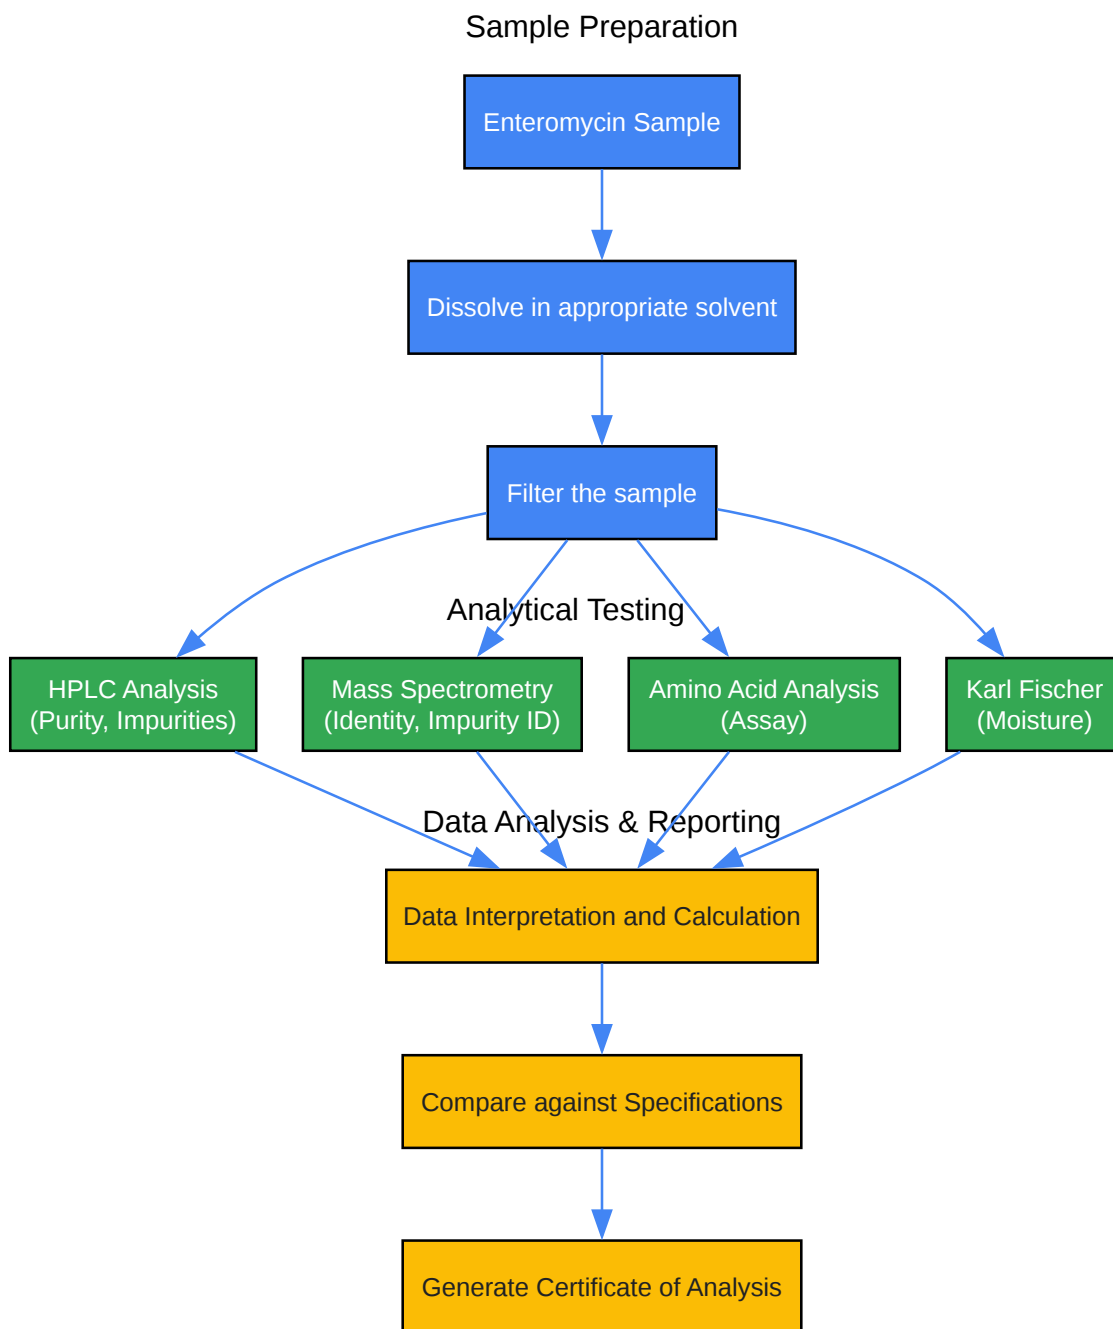 Sample Preparation
Enteromycin Sample
Dissolve in appropriate solvent
Filter the sample
Analytical Testing
HPLC Analysis
(Purity, Impurities)
Mass Spectrometry
(Identity, Impurity ID)
Amino Acid Analysis
(Assay)
Karl Fischer
(Moisture)
Data Analysis & Reporting
Data Interpretation and Calculation
Compare against Specifications
Generate Certificate of Analysis